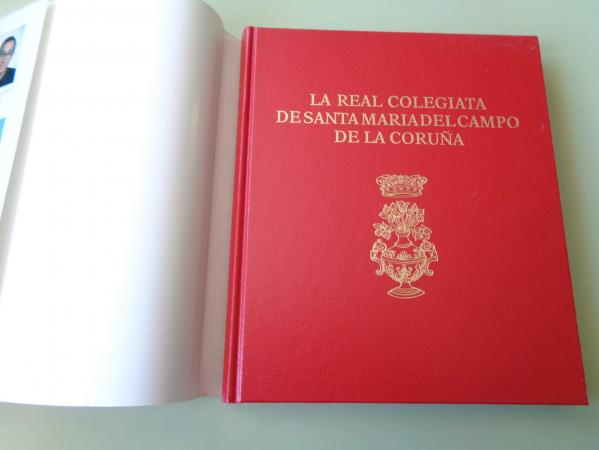 LA REAL COLEGIATA
DE SANTA MARIA DEL CAMPO
DE LA CORUÑA